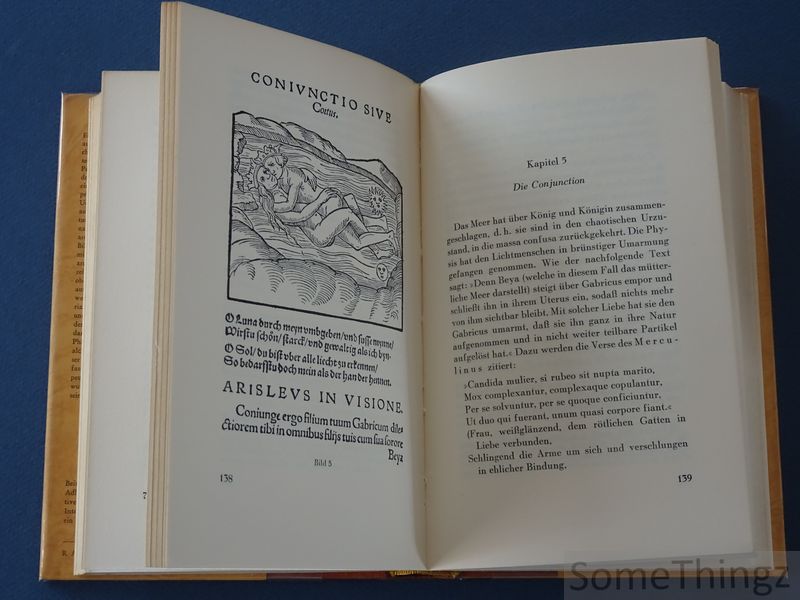 CONIVNCTIO SIVE
Coitus.
O Luna durch meyn umbgeben/und susse mynne/
Wirstu schön/ starck/ und gewaltig als ich byn.
O Sol/ du bist uber alle liecht zu erkennen/
So bedarfstu doch mein als der han der hennen.
ARISLEVS IN VISIONE.
Coniunge ergo filium tuum Gabricum dile
ctiorem tibi in omnibus filijs tuis cum sua sorore
Beya
Bild 5
138
Kapitel 5
Die Conjunction
Das Meer hat über König und Königin zusammen-
geschlagen, d. h. sie sind in den chaotischen Urzu-
stand, in die massa confusa zurückgekehrt. Die Phy-
sis hat den Lichtmenschen in brünstiger Umarmung
gefangen genommen. Wie der nachfolgende Text
sagt: »Denn Beya (welche in diesem Fall das mütter-
liche Meer darstellt) steigt über Gabricus empor und
schließt ihn in ihrem Uterus ein, sodaß nichts mehr
von ihm sichtbar bleibt. Mit solcher Liebe hat sie den
Gabricus umarmt, daß sie ihn ganz in ihre Natur
aufgenommen und in nicht weiter teilbare Partikel
aufgelöst hat.« Dazu werden die Verse des Mercu-
linus zitiert:
»Candida mulier, si rubeo sit nupta marito,
Mox complexantur, complexaque copulantur,
Per se solvuntur, per se quoque conficiuntur,
Ut duo qui fuerant, unum quasi corpore fiant.«
(Frau, weißglänzend, dem rötlichen Gatten in
Liebe verbunden,
Schlingend die Arme um sich und verschlungen
in ehlicher Bindung.
139
SomeThingz